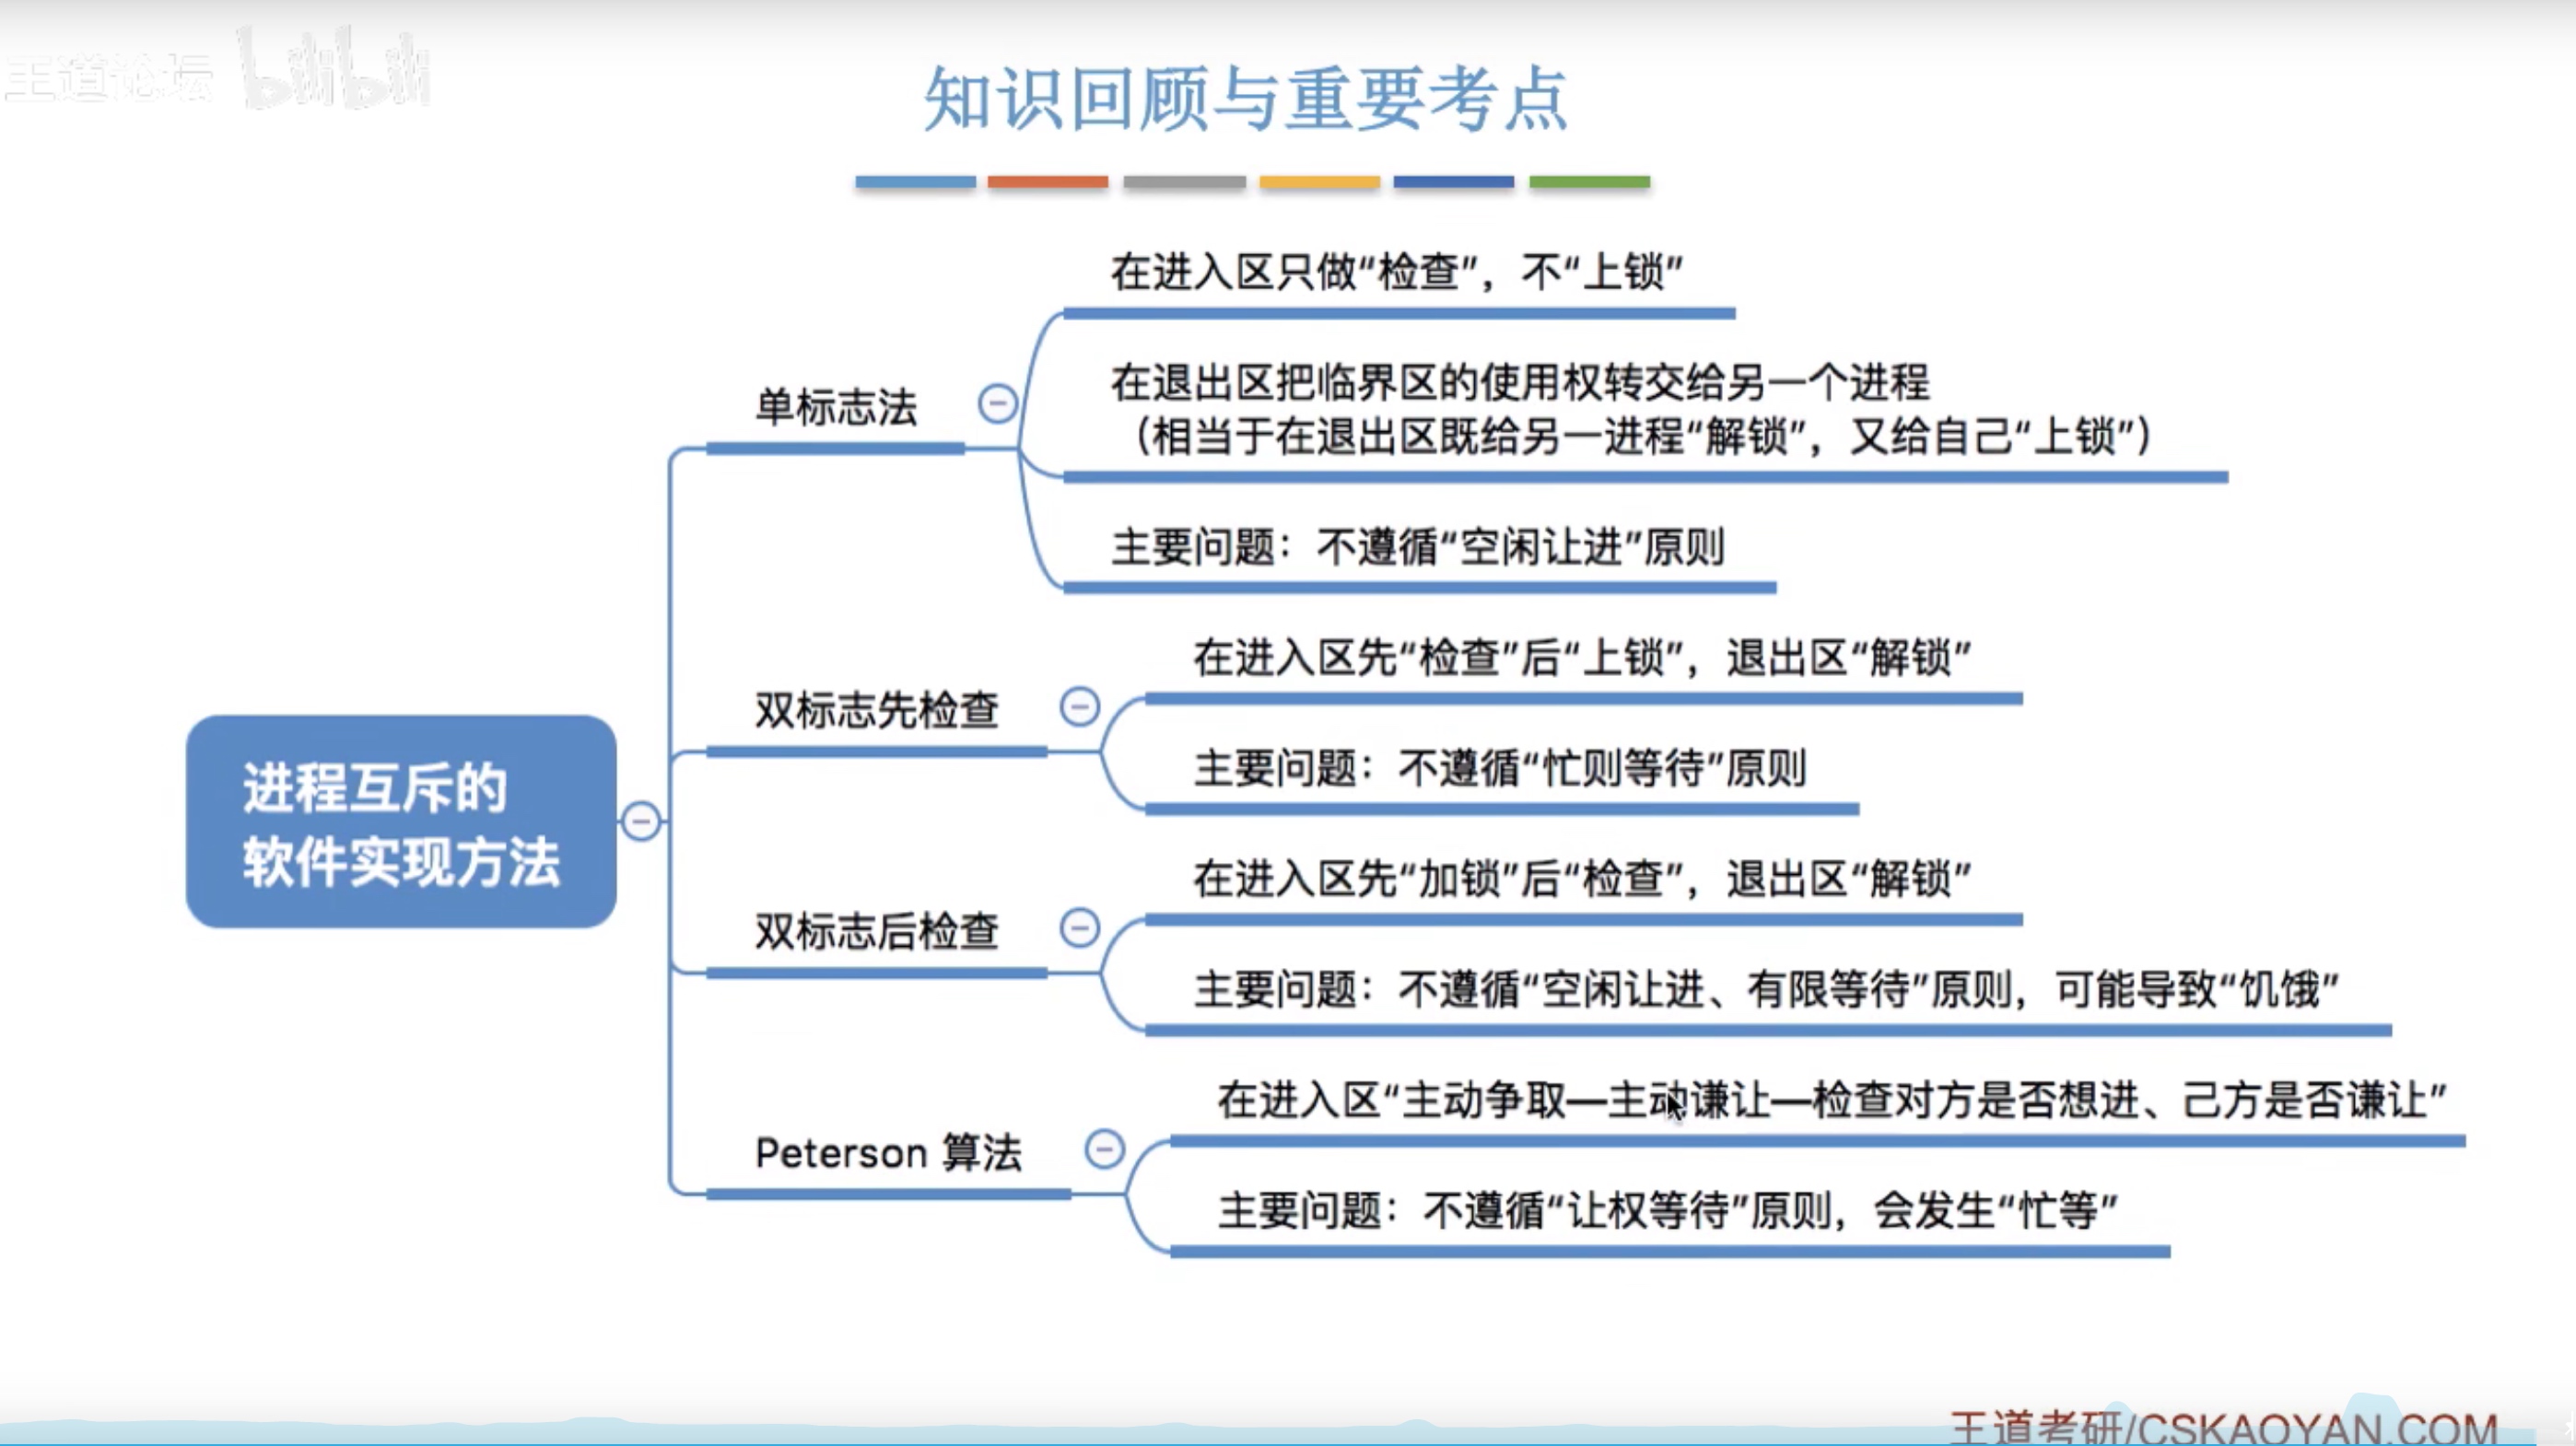 王道论坛 bilibili
知识回顾与重要考点
在进入区只做“检查”，不“上锁”
在退出区把临界区的使用权转交给另一个进程
（相当于在退出区既给另一进程“解锁”，又给自己“上锁”）
单标志法
主要问题：不遵循“空闲让进”原则
在进入区先“检查”后“上锁”，退出区“解锁”
双标志先检查
主要问题：不遵循“忙则等待”原则
进程互斥的
软件实现方法
在进入区先“加锁”后“检查”，退出区“解锁”
双标志后检查
主要问题：不遵循“空闲让进、有限等待”原则，可能导致“饥饿”
在进入区“主动争取—主动谦让—检查对方是否想进、己方是否谦让”
Peterson 算法
主要问题：不遵循“让权等待”原则，会发生“忙等”
王道考研/CSKAOYAN.COM